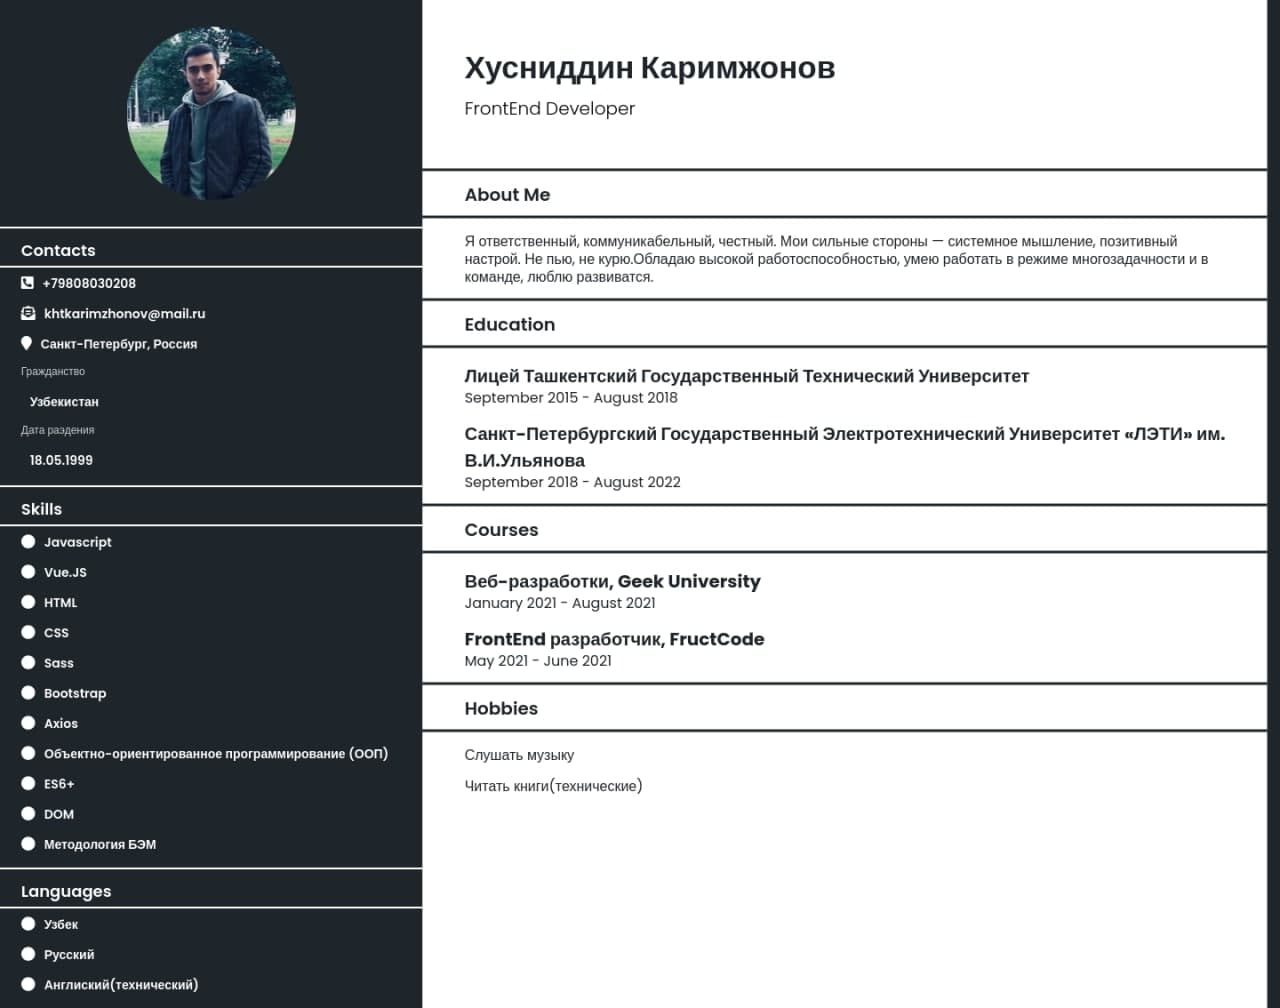 Хусниддин Каримжонов
FrontEnd Developer
Contacts
+79808030208
khtkarimzhonov@mail.ru
Санкт-Петербург, Россия
Гражданство
Узбекистан
Дата раздения
18.05.1999
Skills
Javascript
Vue.JS
HTML
CSS
Sass
Bootstrap
Axios
Объектно-ориентированное программирование (ООП)
ES6+
DOM
Методология БЭМ
Languages
Узбек
Русский
Англиский(технический)
About Me
Я ответственный, коммуникабельный, честный. Мои сильные стороны — системное мышление, позитивный
настрой. Не пью, не курю.Обладаю высокой работоспособностью, умею работать в режиме многозадачности и в
команде, люблю развиватся.
Education
Лицей Ташкентский Государственный Технический Университет
September 2015 - August 2018
Санкт-Петербургский Государственный Электротехнический Университет «ЛЭТИ» им.
В.И.Ульянова
September 2018 - August 2022
Courses
Веб-разработки, Geek University
January 2021 - August 2021
FrontEnd разработчик, FructCode
May 2021 - June 2021
Hobbies
Слушать музыку
Читать книги(технические)